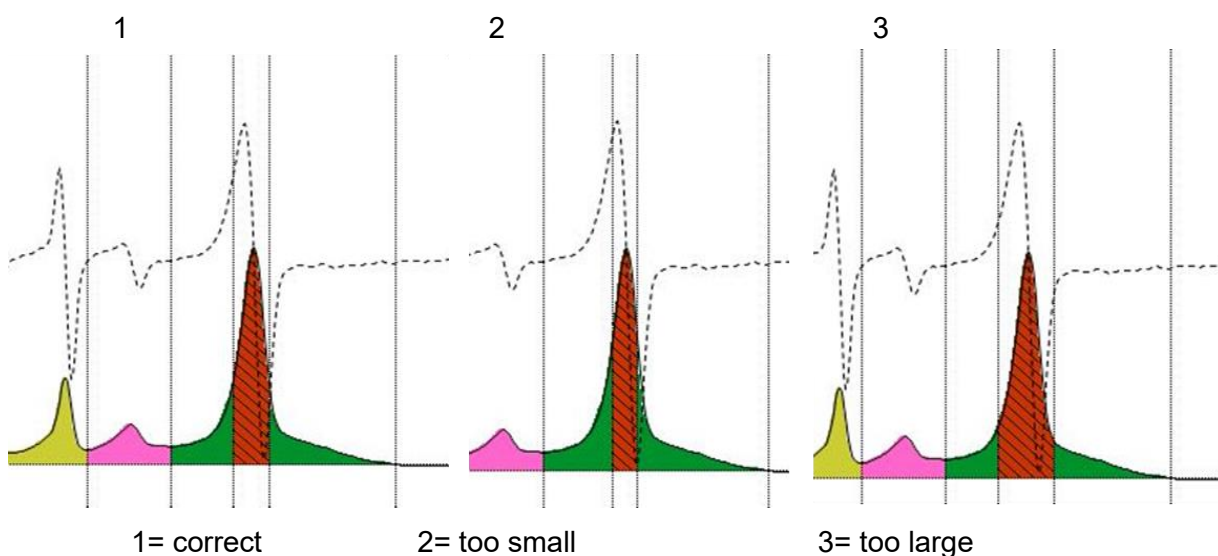 1 2 3
1= correct 2= too small 3= too large